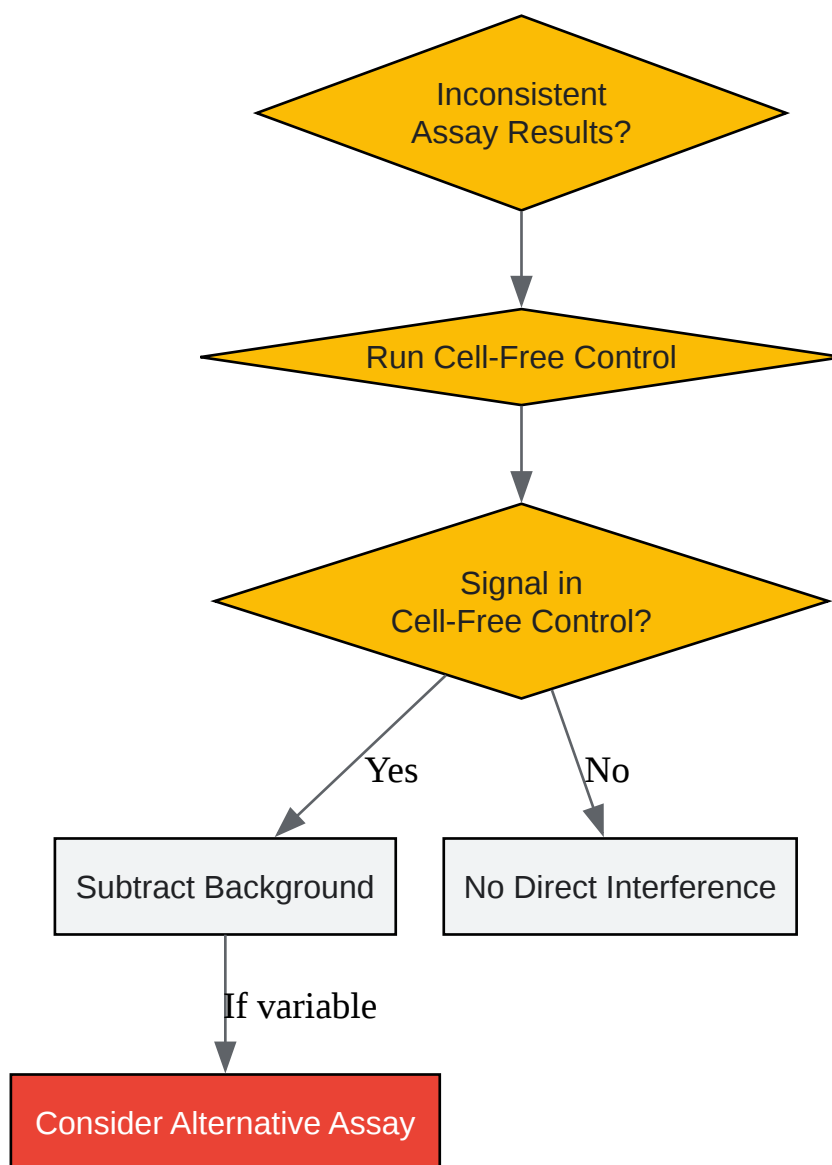 Inconsistent
Assay Results?
Run Cell-Free Control
Signal in
Cell-Free Control?
Yes
No
Subtract Background
No Direct Interference
If variable
Consider Alternative Assay